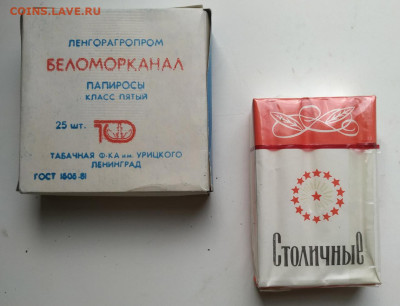 COINS.LAVE.RU
ЛЕНГОРАГРОПРОМ
БЕЛОМОРКАНАЛ
ПАПИРОСЫ
КЛАСС ПЯТЫЙ
25 шт.
ТАБАЧНАЯ Ф-КА им. УРИЦКОГО
ЛЕНИНГРАД
ГОСТ 1505-81
Столичные